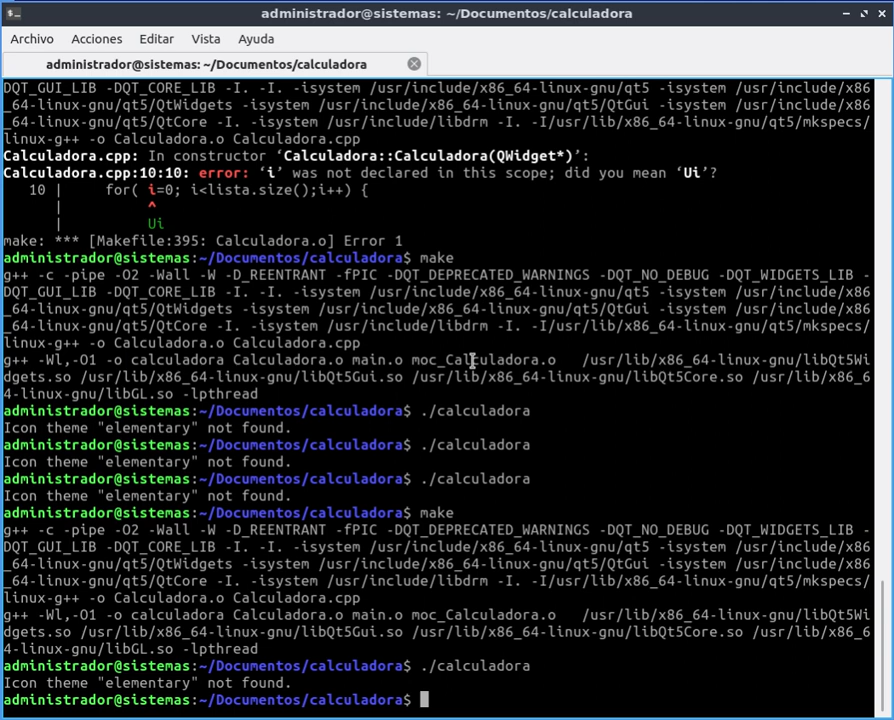 administrador@sistemas: ~/Documentos/calculadora
Archivo Acciones Editar Vista Ayuda
administrador@sistemas: ~/Documentos/calculadora
DQT_GUI_LIB -DQT_CORE_LIB -I. -I. -isystem /usr/include/x86_64-linux-gnu/qt5 -isystem /usr/include/x86
_64-linux-gnu/qt5/QtWidgets -isystem /usr/include/x86_64-linux-gnu/qt5/QtGui -isystem /usr/include/x86
_64-linux-gnu/qt5/QtCore -I. -isystem /usr/include/libdrm -I. -I/usr/lib/x86_64-linux-gnu/qt5/mkspecs/
linux-g++ -o Calculadora.o Calculadora.cpp
Calculadora.cpp: In constructor ‘Calculadora::Calculadora(QWidget*)’:
Calculadora.cpp:10:10: error: ‘i’ was not declared in this scope; did you mean ‘Ui’?
   10 |     for( i=0; i<lista.size();i++) {
      |          ^
      |          Ui
make: *** [Makefile:395: Calculadora.o] Error 1
administrador@sistemas:~/Documentos/calculadora$ make
g++ -c -pipe -O2 -Wall -W -D_REENTRANT -fPIC -DQT_DEPRECATED_WARNINGS -DQT_NO_DEBUG -DQT_WIDGETS_LIB -
DQT_GUI_LIB -DQT_CORE_LIB -I. -I. -isystem /usr/include/x86_64-linux-gnu/qt5 -isystem /usr/include/x86
_64-linux-gnu/qt5/QtWidgets -isystem /usr/include/x86_64-linux-gnu/qt5/QtGui -isystem /usr/include/x86
_64-linux-gnu/qt5/QtCore -I. -isystem /usr/include/libdrm -I. -I/usr/lib/x86_64-linux-gnu/qt5/mkspecs/
linux-g++ -o Calculadora.o Calculadora.cpp
g++ -Wl,-O1 -o calculadora Calculadora.o main.o moc_Calculadora.o   /usr/lib/x86_64-linux-gnu/libQt5Wi
dgets.so /usr/lib/x86_64-linux-gnu/libQt5Gui.so /usr/lib/x86_64-linux-gnu/libQt5Core.so /usr/lib/x86_6
4-linux-gnu/libGL.so -lpthread
administrador@sistemas:~/Documentos/calculadora$ ./calculadora
Icon theme "elementary" not found.
administrador@sistemas:~/Documentos/calculadora$ ./calculadora
Icon theme "elementary" not found.
administrador@sistemas:~/Documentos/calculadora$ ./calculadora
Icon theme "elementary" not found.
administrador@sistemas:~/Documentos/calculadora$ make
g++ -c -pipe -O2 -Wall -W -D_REENTRANT -fPIC -DQT_DEPRECATED_WARNINGS -DQT_NO_DEBUG -DQT_WIDGETS_LIB -
DQT_GUI_LIB -DQT_CORE_LIB -I. -I. -isystem /usr/include/x86_64-linux-gnu/qt5 -isystem /usr/include/x86
_64-linux-gnu/qt5/QtWidgets -isystem /usr/include/x86_64-linux-gnu/qt5/QtGui -isystem /usr/include/x86
_64-linux-gnu/qt5/QtCore -I. -isystem /usr/include/libdrm -I. -I/usr/lib/x86_64-linux-gnu/qt5/mkspecs/
linux-g++ -o Calculadora.o Calculadora.cpp
g++ -Wl,-O1 -o calculadora Calculadora.o main.o moc_Calculadora.o   /usr/lib/x86_64-linux-gnu/libQt5Wi
dgets.so /usr/lib/x86_64-linux-gnu/libQt5Gui.so /usr/lib/x86_64-linux-gnu/libQt5Core.so /usr/lib/x86_6
4-linux-gnu/libGL.so -lpthread
administrador@sistemas:~/Documentos/calculadora$ ./calculadora
Icon theme "elementary" not found.
administrador@sistemas:~/Documentos/calculadora$